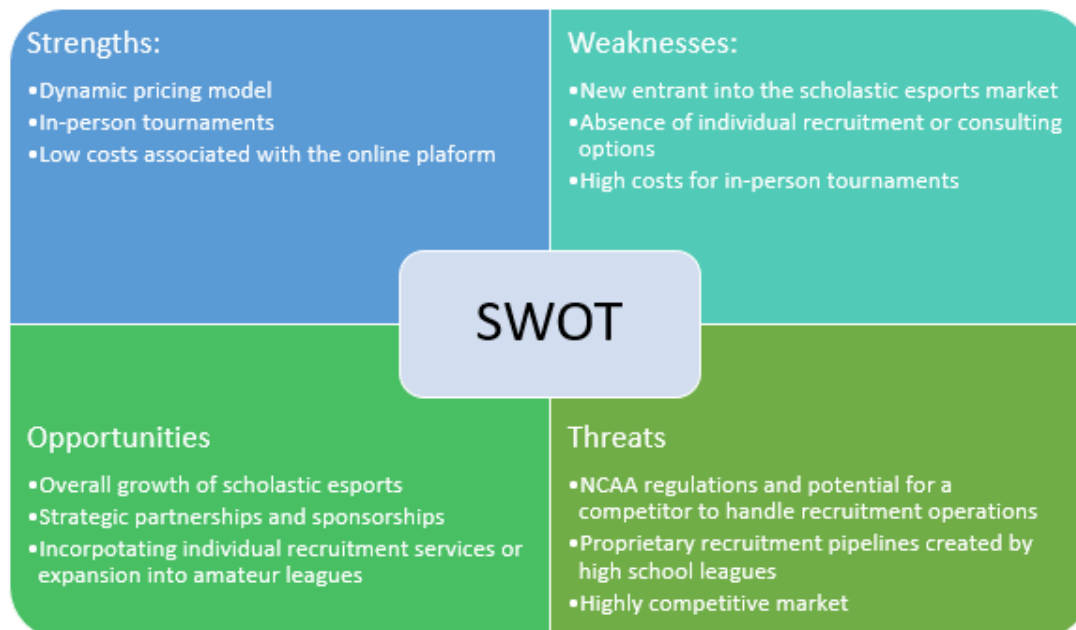 Strengths:
•Dynamic pricing model
•In-person tournaments
•Low costs associated with the online plaform
Weaknesses:
•New entrant into the scholastic esports market
•Absence of individual recruitment or consulting
options
•High costs for in-person tournaments
SWOT
Opportunities
•Overall growth of scholastic esports
•Strategic partnerships and sponsorships
•Incorpotating individual recruitment services or
expansion into amateur leagues
Threats
•NCAA regulations and potential for a
competitor to handle recruitment operations
•Proprietary recruitment pipelines created by
high school leagues
•Highly competitive market